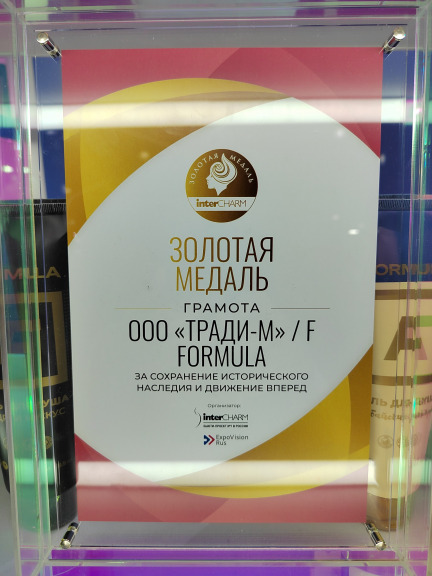 ЗОЛОТАЯ МЕДАЛЬ
interCHARM
ЗОЛОТАЯ
МЕДАЛЬ
ГРАМОТА
ООО «ТРАДИ-М» / F
FORMULA
ЗА СОХРАНЕНИЕ ИСТОРИЧЕСКОГО
НАСЛЕДИЯ И ДВИЖЕНИЕ ВПЕРЕД
Организатор:
interCHARM
ExpoVision
Rus